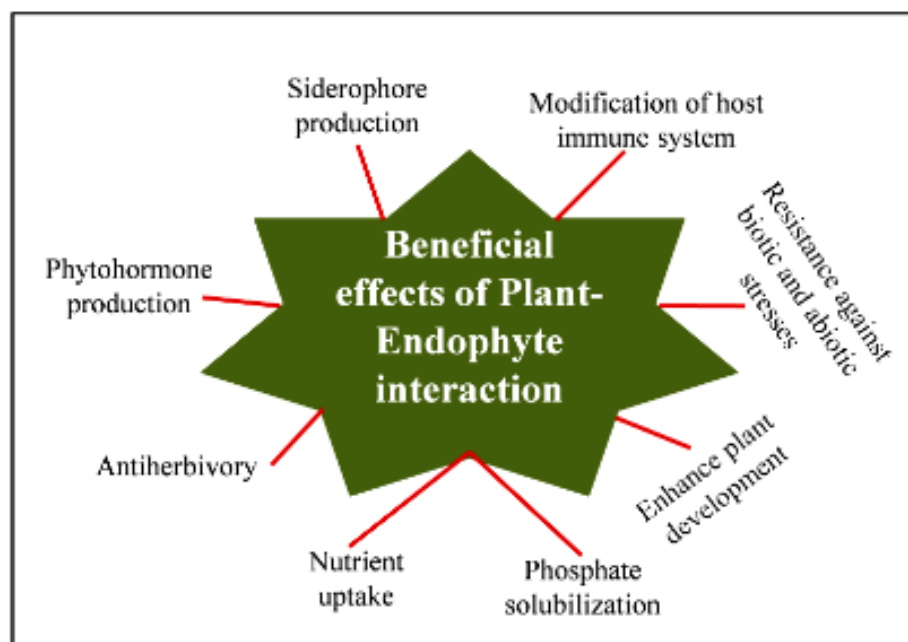 Siderophore
production
Modification of host
immune system
Resistance against
biotic and abiotic
stresses
Beneficial
effects of Plant-
Endophyte
interaction
Phytohormone
production
Antiherbivory
Enhance plant
development
Nutrient
uptake
Phosphate
solubilization